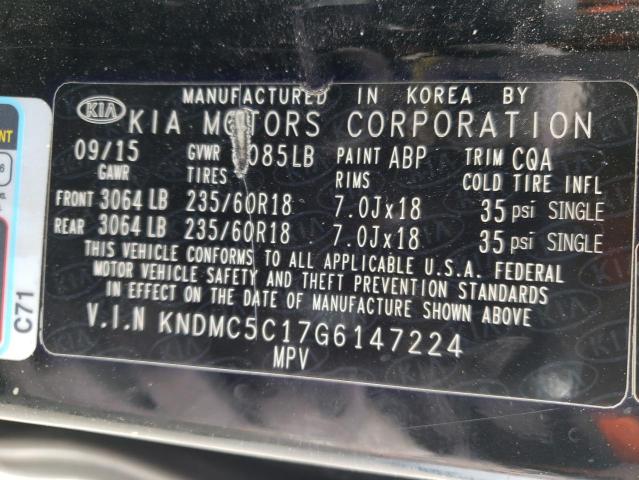 MANUFACTURED IN KOREA BY
KIA KIA MOTORS CORPORATION
09/15 GVWR 085LB PAINT ABP TRIM CQA
GAWR TIRES RIMS COLD TIRE INFL
FRONT 3064 LB 235/60R18 7.0Jx18 35 psi SINGLE
REAR 3064 LB 235/60R18 7.0Jx18 35 psi SINGLE
THIS VEHICLE CONFORMS TO ALL APPLICABLE U.S.A. FEDERAL
MOTOR VEHICLE SAFETY AND THEFT PREVENTION STANDARDS
IN EFFECT ON THE DATE OF MANUFACTURE SHOWN ABOVE
V.I.N KNDMC5C17G6147224
MPV
C71